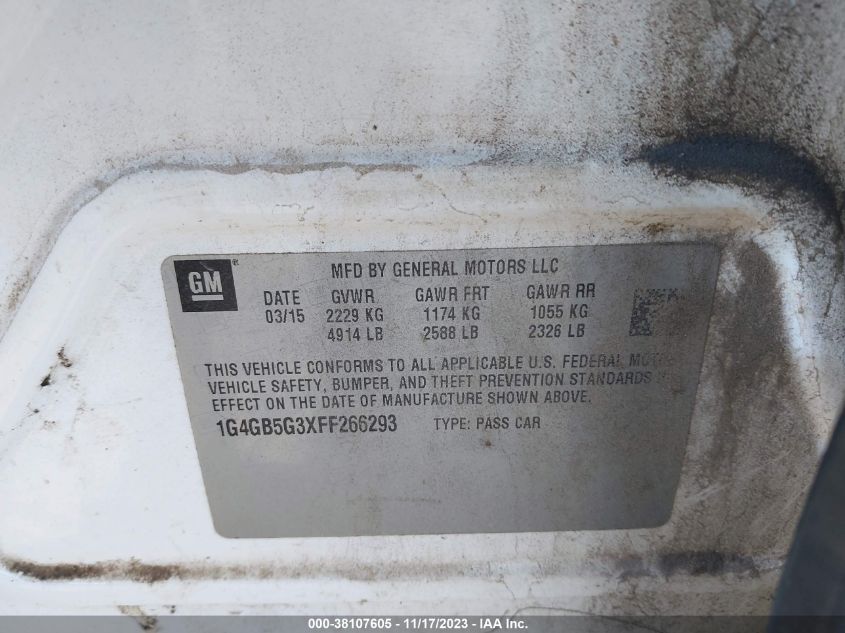 GM ®
MFD BY GENERAL MOTORS LLC
DATE GVWR GAWR FRT GAWR RR
03/15 2229 KG 1174 KG 1055 KG
4914 LB 2588 LB 2326 LB
THIS VEHICLE CONFORMS TO ALL APPLICABLE U.S. FEDERAL
VEHICLE SAFETY, BUMPER, AND THEFT PREVENTION STANDARDS
EFFECT ON THE DATE OF MANUFACTURE SHOWN ABOVE.
1G4GB5G3XFF266293 TYPE: PASS CAR
000-38107605 - 11/17/2023 - IAA Inc.